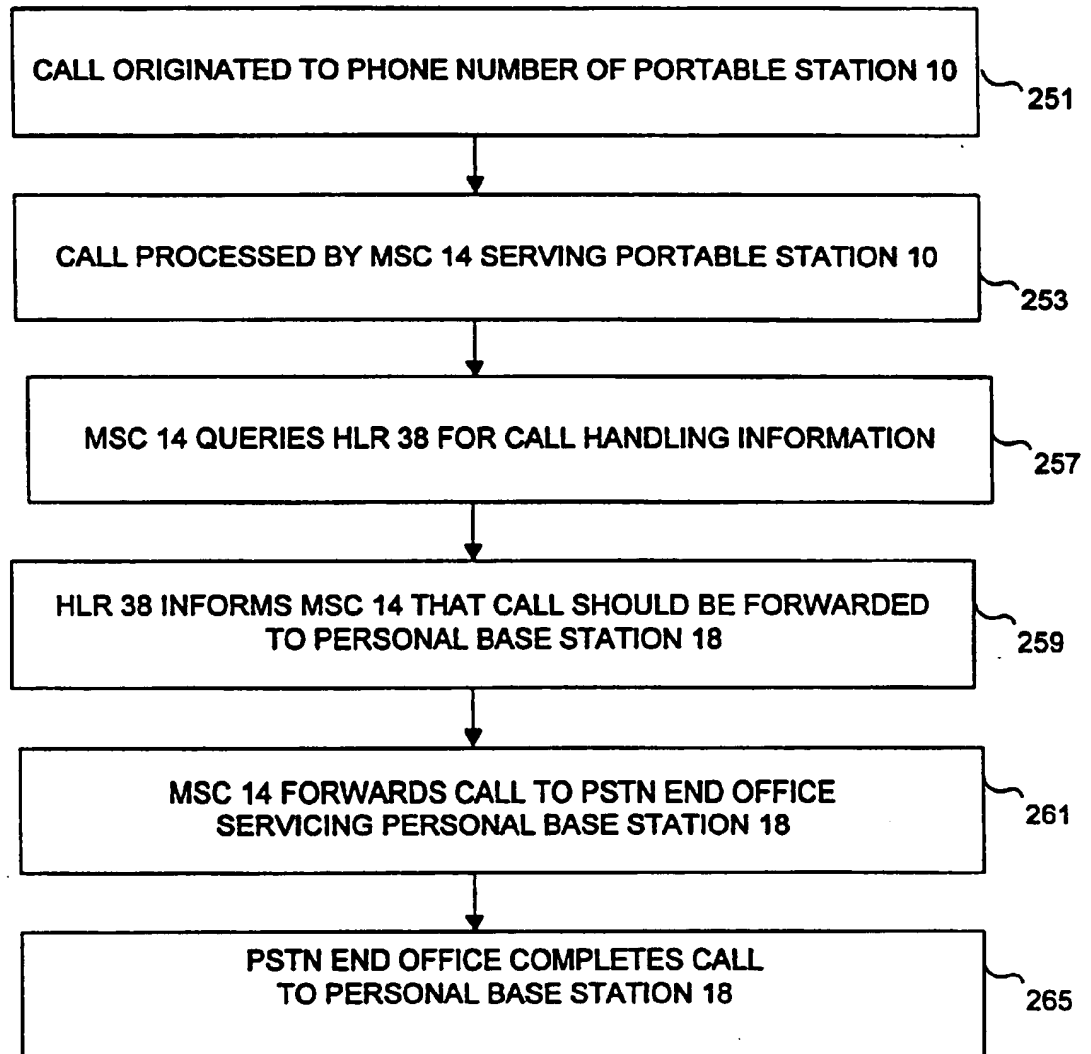 CALL ORIGINATED TO PHONE NUMBER OF PORTABLE STATION 10
251
CALL PROCESSED BY MSC 14 SERVING PORTABLE STATION 10
253
MSC 14 QUERIES HLR 38 FOR CALL HANDLING INFORMATION
257
HLR 38 INFORMS MSC 14 THAT CALL SHOULD BE FORWARDED
TO PERSONAL BASE STATION 18
259
MSC 14 FORWARDS CALL TO PSTN END OFFICE
SERVICING PERSONAL BASE STATION 18
261
PSTN END OFFICE COMPLETES CALL
TO PERSONAL BASE STATION 18
265